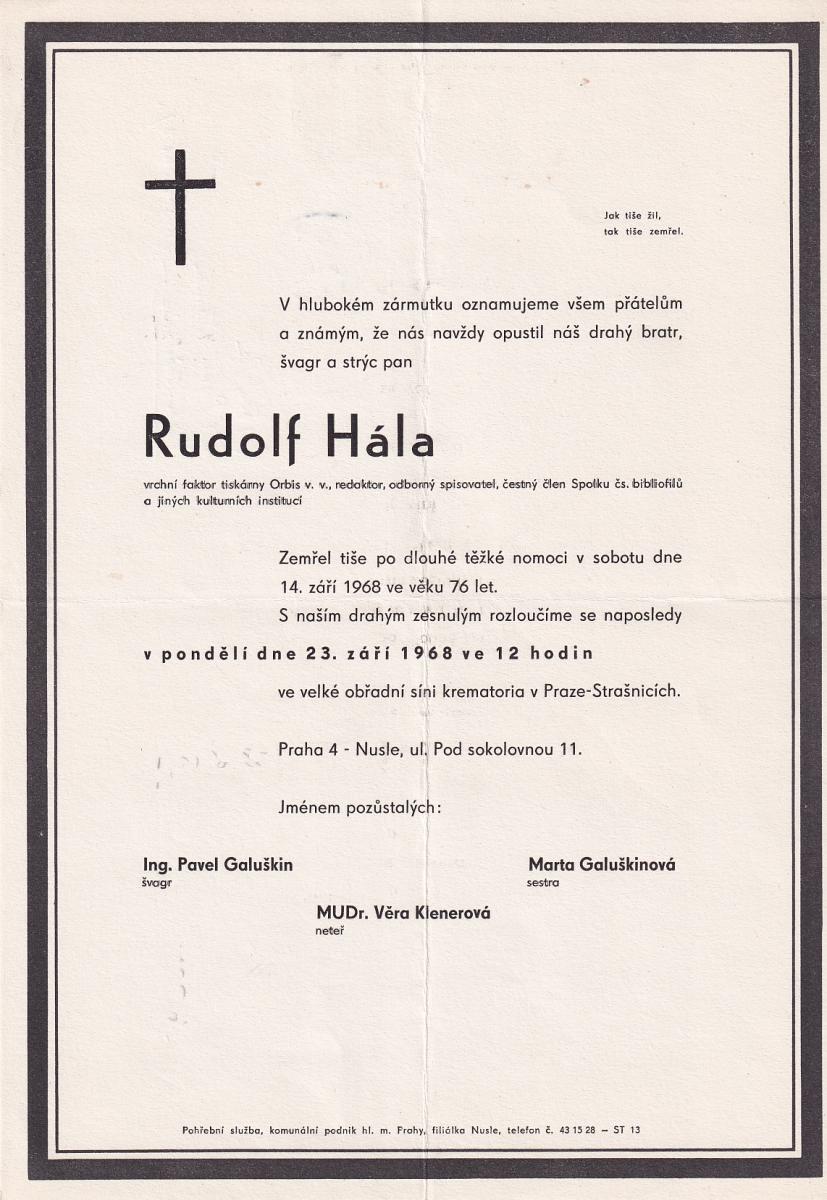 Jak tiše žil,
tak tiše zemřel.
V hlubokém zármutku oznamujeme všem přátelům
a známým, že nás navždy opustil náš drahý bratr,
švagr a strýc pan
Rudolf Hála
vrchní faktor tiskárny Orbis v. v., redaktor, odborný spisovatel, čestný člen Spolku čs. bibliofilů
a jiných kulturních institucí
Zemřel tiše po dlouhé těžké nomoci v sobotu dne
14. září 1968 ve věku 76 let.
S naším drahým zesnulým rozloučíme se naposledy
v pondělí dne 23. září 1968 ve 12 hodin
ve velké obřadní síni krematoria v Praze-Strašnicích.
Praha 4 - Nusle, ul. Pod sokolovnou 11.
Jménem pozůstalých:
Ing. Pavel Galuškin
švagr
Marta Galuškinová
sestra
MUDr. Věra Klenerová
neteř
Pohřební služba, komunální podnik hl. m. Prahy, filiálka Nusle, telefon č. 43 15 28 — ST 13